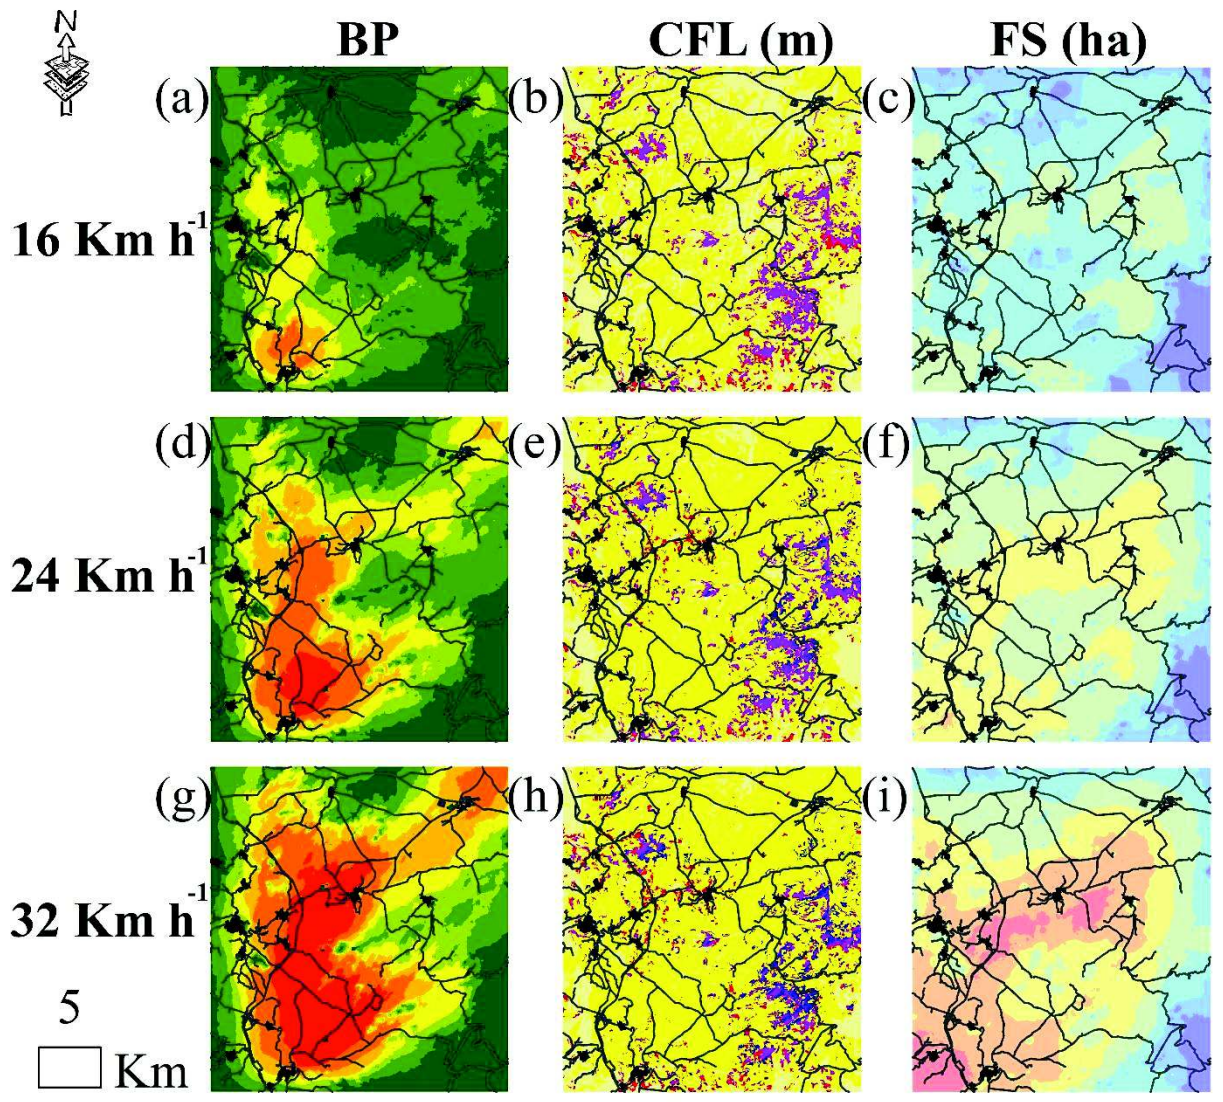 N
BP CFL (m) FS (ha)
(a) (b) (c)
16 Km h-1
(d) (e) (f)
24 Km h-1
(g) (h) (i)
32 Km h-1
5
Km